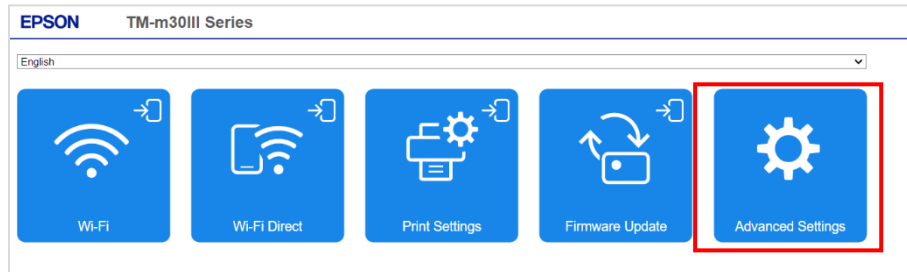 EPSON TM-m30III Series
English
Wi-Fi Wi-Fi Direct Print Settings Firmware Update Advanced Settings